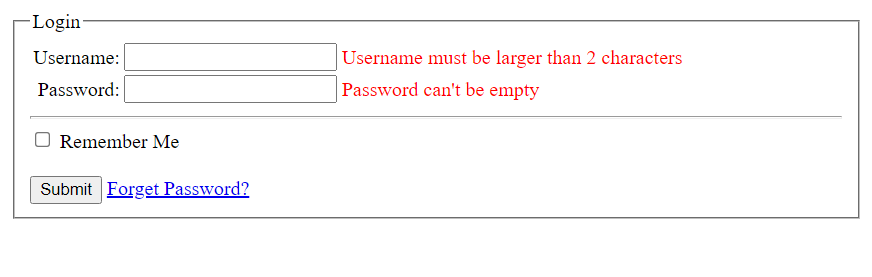 Login
Username: Username must be larger than 2 characters
Password: Password can't be empty
Remember Me
Submit Forget Password?